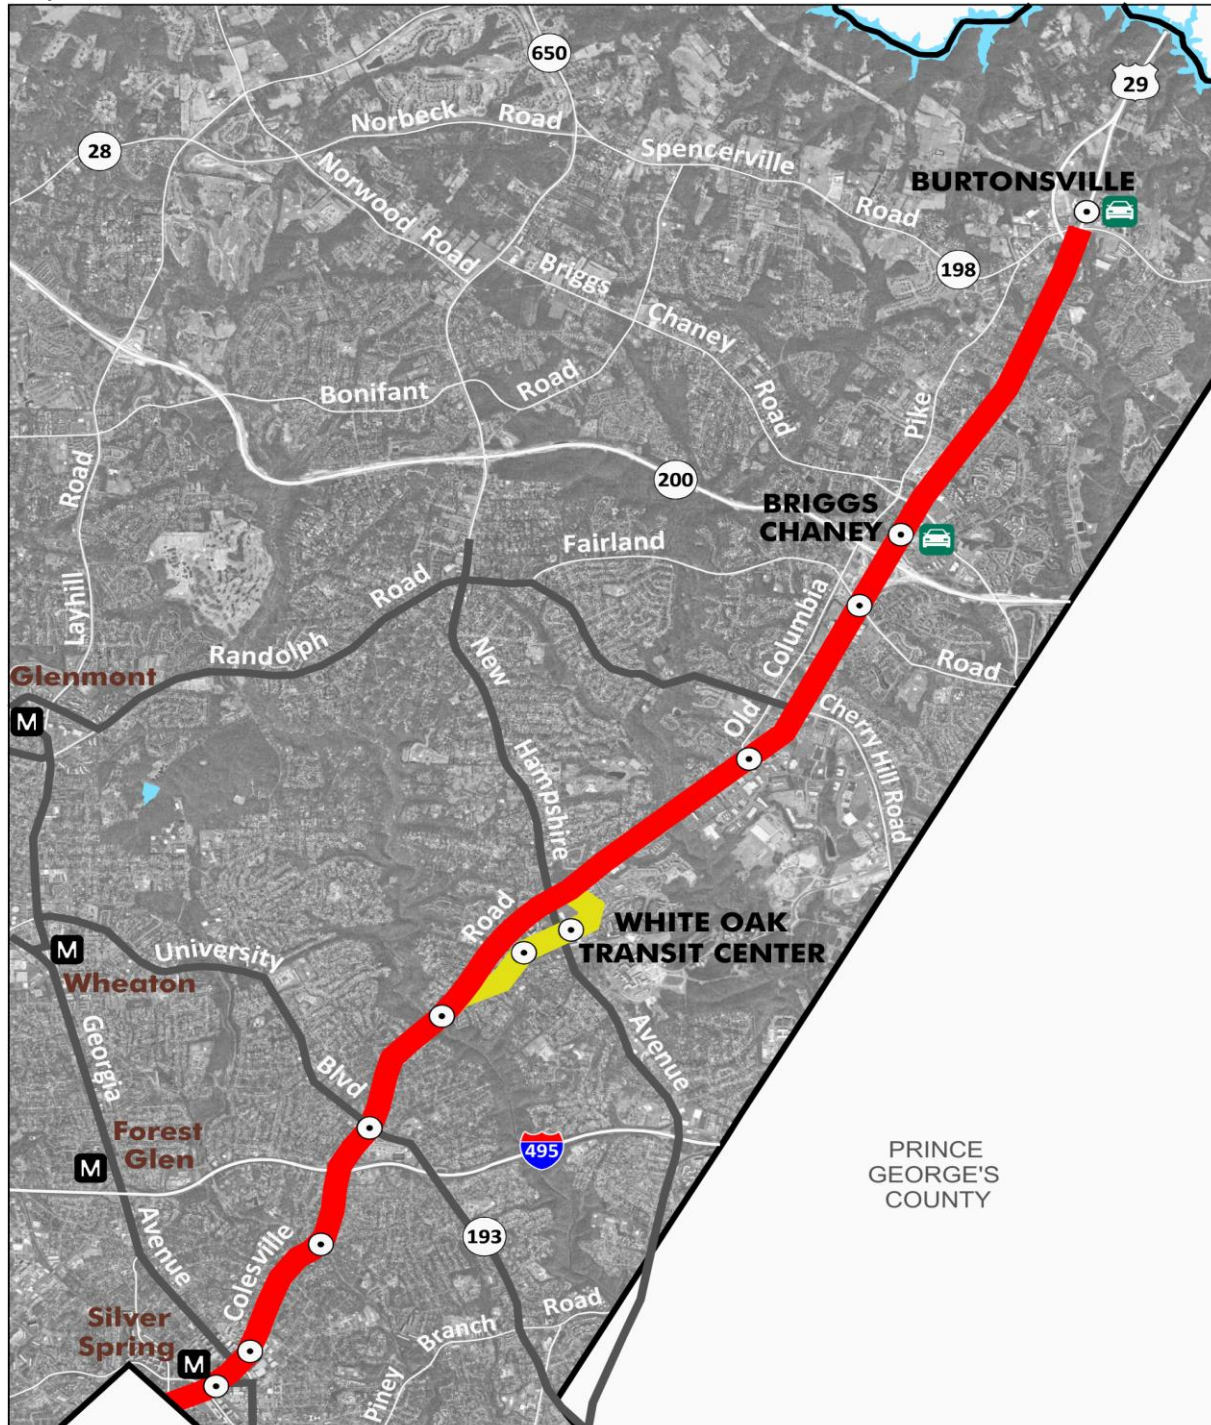 650
29
Norbeck Road
28
Spencerville Road
BURTONSVILLE
Norwood Road
198
Briggs Chaney Road
Bonifant Road
Pike
Layhill Road
200
BRIGGS
CHANEY
Fairland Road
Randolph Road
Old Columbia
Glenmont
M
New Hampshire Avenue
Cherry Hill Road
Road
WHITE OAK
TRANSIT CENTER
University Blvd
M
Wheaton
Georgia Avenue
Forest
Glen
M
495
PRINCE
GEORGE'S
COUNTY
193
Colesville
Silver
Spring
M
Piney Branch Road